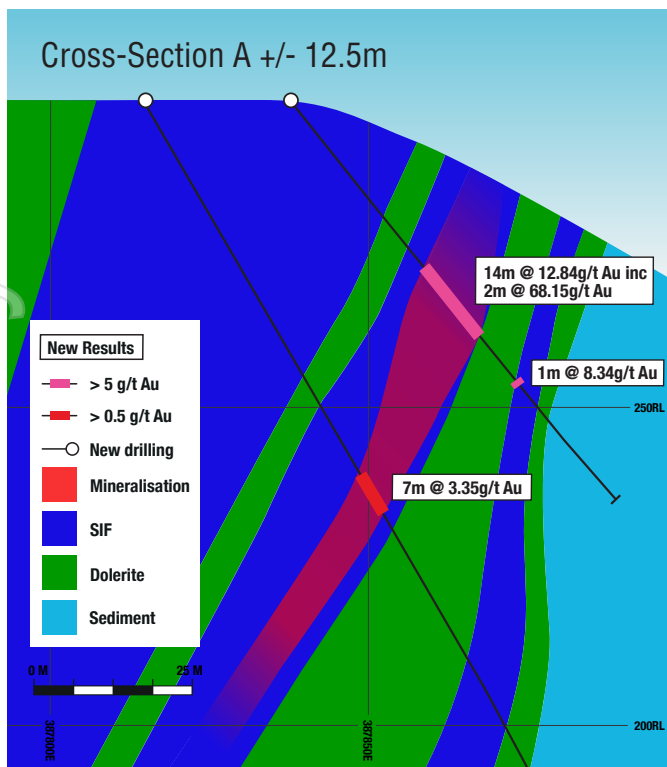 Cross-Section A +/- 12.5m
14m @ 12.84g/t Au inc
2m @ 68.15g/t Au
1m @ 8.34g/t Au
250RL
7m @ 3.35g/t Au
New Results
> 5 g/t Au
> 0.5 g/t Au
New drilling
Mineralisation
SIF
Dolerite
Sediment
0 M 25 M
200RL
387800E
387850E